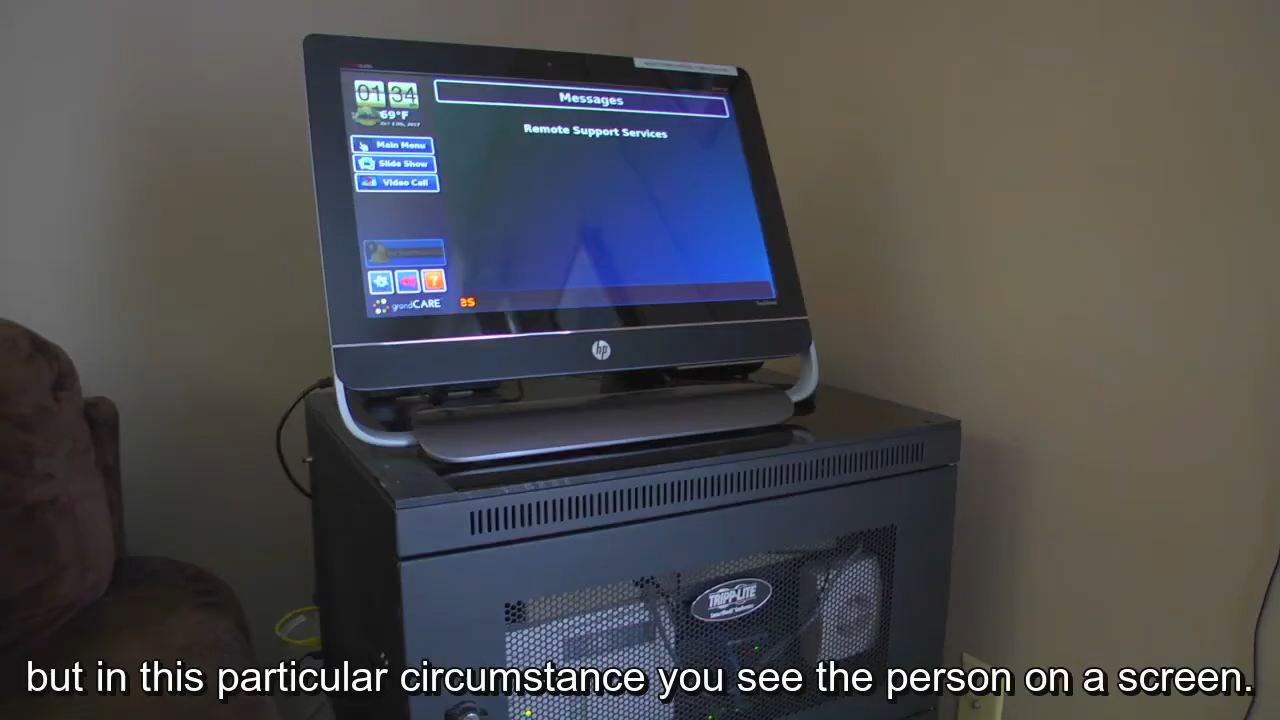 01 34
69°F
Main Menu
Slide Show
Video Call
Messages
Remote Support Services
grandCARE
es
hp
TRIPP·LITE
but in this particular circumstance you see the person on a screen.